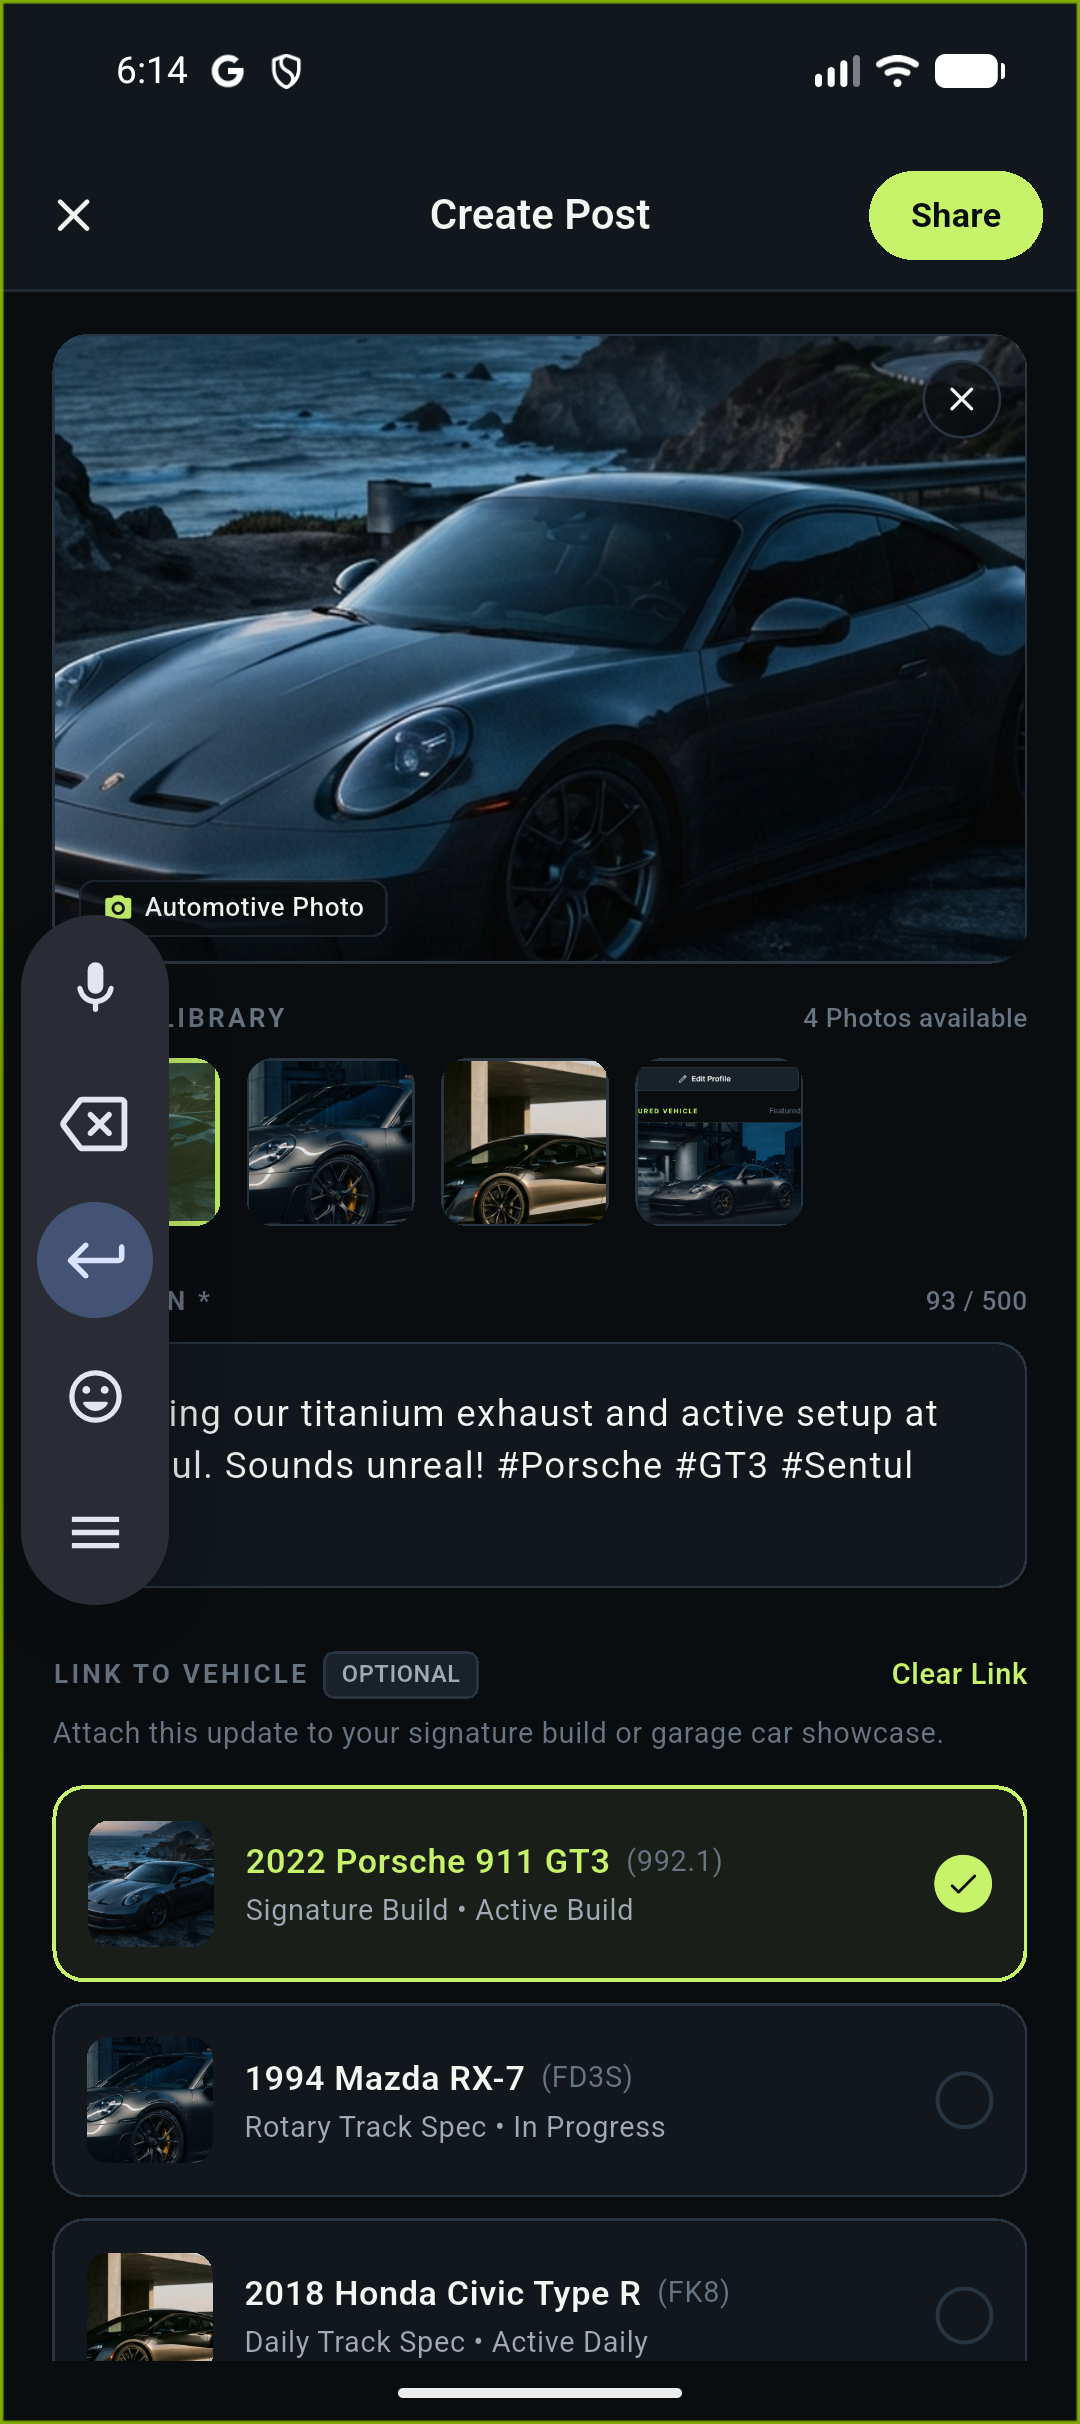 6:14
Create Post
Share
Automotive Photo
LIBRARY
4 Photos available
Edit Profile
URED VEHICLE
Featured
N *
93 / 500
ing our titanium exhaust and active setup at
ul. Sounds unreal! #Porsche #GT3 #Sentul
LINK TO VEHICLE
OPTIONAL
Clear Link
Attach this update to your signature build or garage car showcase.
2022 Porsche 911 GT3 (992.1)
Signature Build • Active Build
1994 Mazda RX-7 (FD3S)
Rotary Track Spec • In Progress
2018 Honda Civic Type R (FK8)
Daily Track Spec • Active Daily